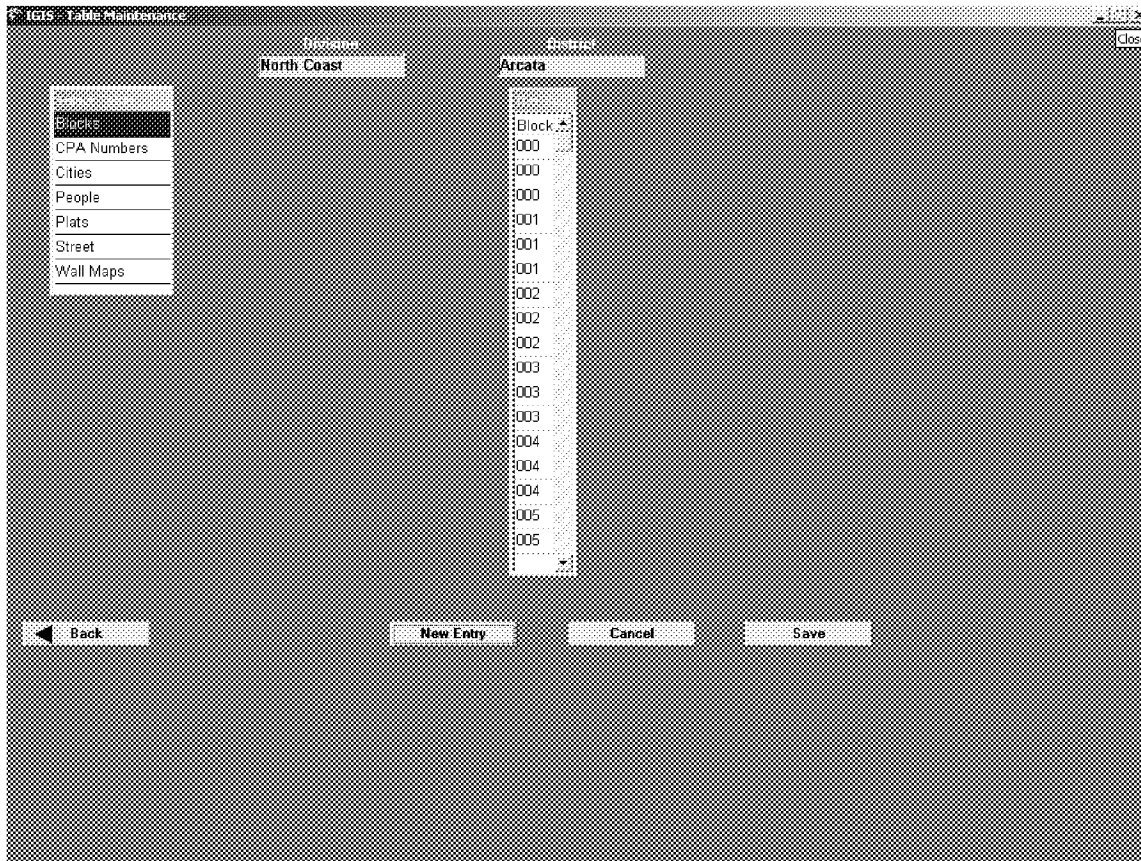 IGIS - Table Maintenance
Close
Division
District
North Coast
Arcata
Blocks
CPA Numbers
Cities
People
Plats
Street
Wall Maps
Block
000
000
000
001
001
001
002
002
002
003
003
003
004
004
004
005
005
Back
New Entry
Cancel
Save